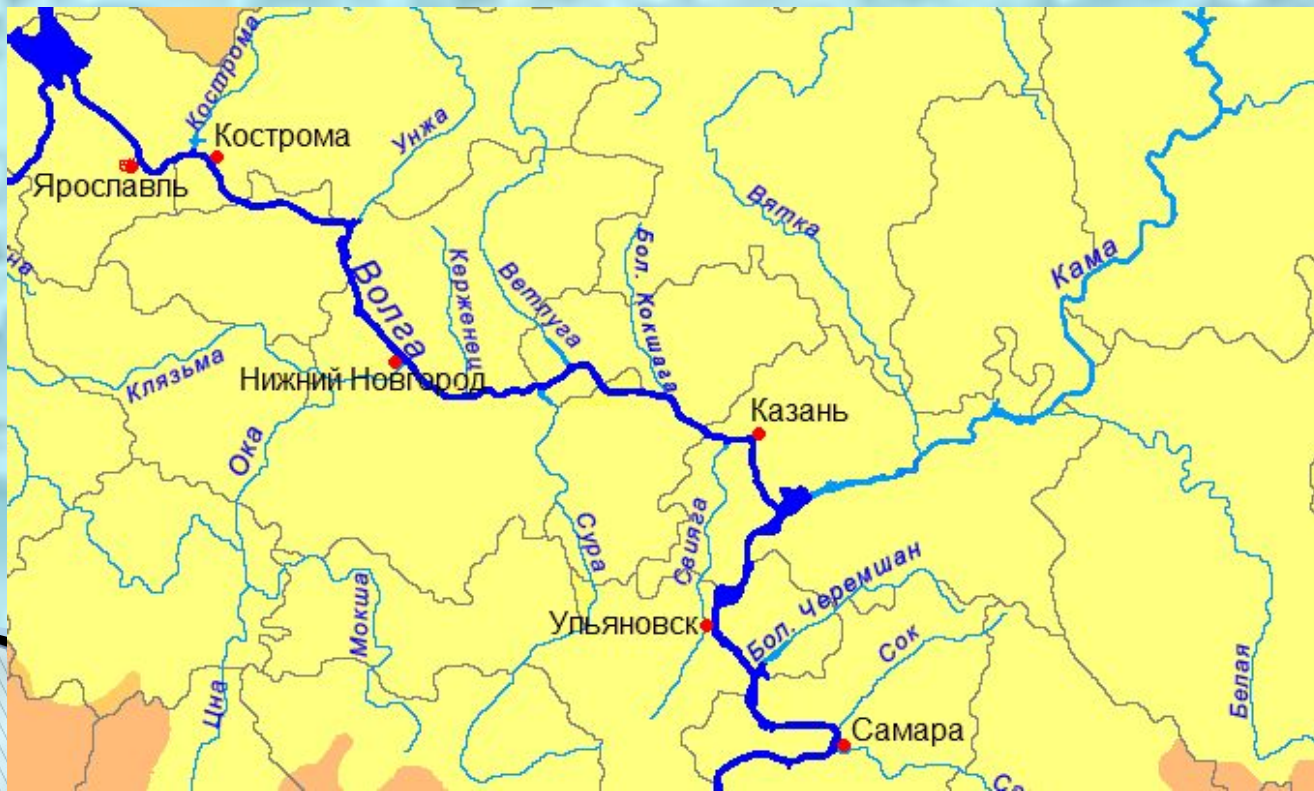 Кострома
Кострома
Ярославль
Унжа
Волга
Керженец
Ветлуга
Бол. Кокшага
Вятка
Кама
Клязьма
Нижний Новгород
Ока
Казань
Сура
Свияга
Мокша
Цна
Ульяновск
Бол. Черемшан
Сок
Самара
Белая